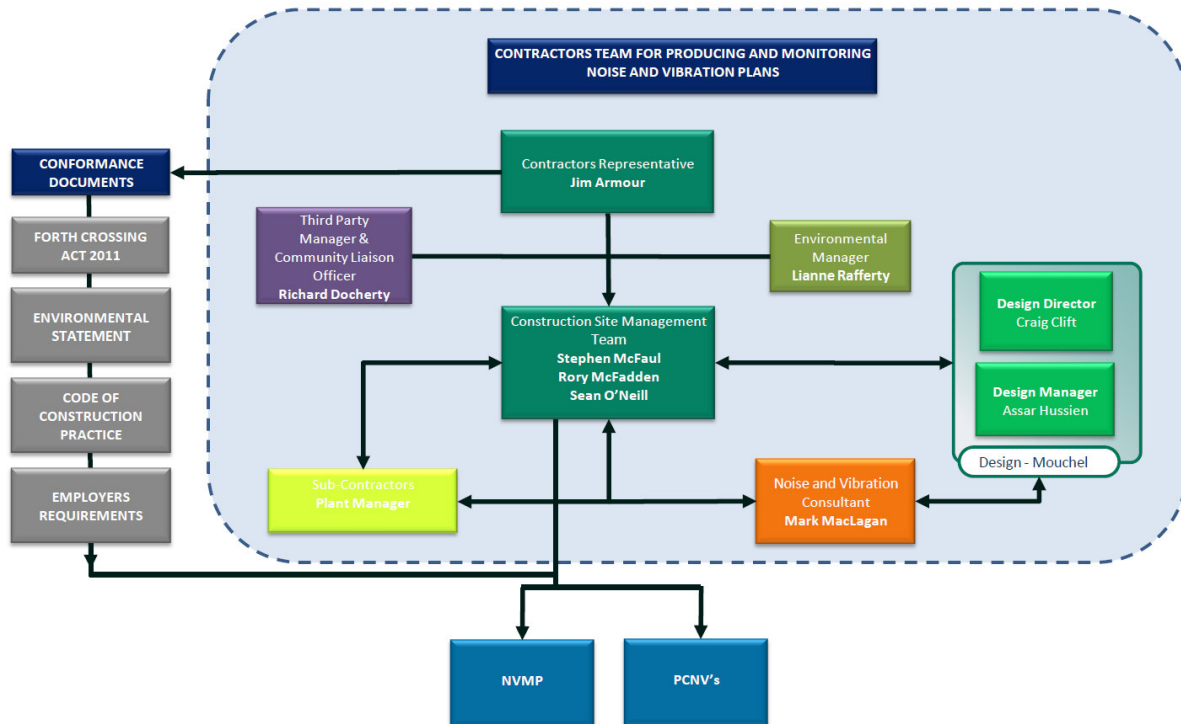 CONTRACTORS TEAM FOR PRODUCING AND MONITORING
NOISE AND VIBRATION PLANS
CONFORMANCE
DOCUMENTS
FORTH CROSSING
ACT 2011
ENVIRONMENTAL
STATEMENT
CODE OF
CONSTRUCTION
PRACTICE
EMPLOYERS
REQUIREMENTS
Contractors Representative
Jim Armour
Third Party
Manager &
Community Liaison
Officer
Richard Docherty
Environmental
Manager
Lianne Rafferty
Construction Site Management
Team
Stephen McFaul
Rory McFadden
Sean O'Neill
Design Director
Craig Clift
Design Manager
Assar Hussien
Design - Mouchel
Sub-Contractors
Plant Manager
Noise and Vibration
Consultant
Mark MacLagan
NVMP
PCNV's